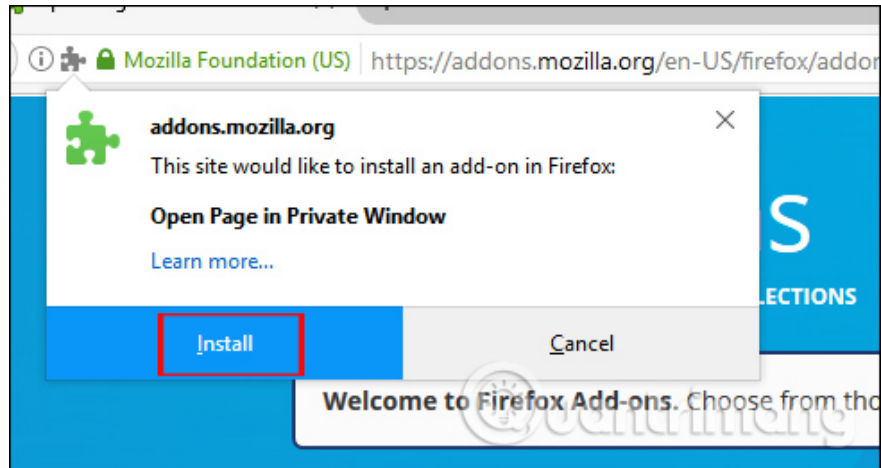 Mozilla Foundation (US) https://addons.mozilla.org/en-US/firefox/addon
addons.mozilla.org
This site would like to install an add-on in Firefox:
Open Page in Private Window
Learn more...
Install
Cancel
Welcome to Firefox Add-ons. Choose from tho
Quantrimang